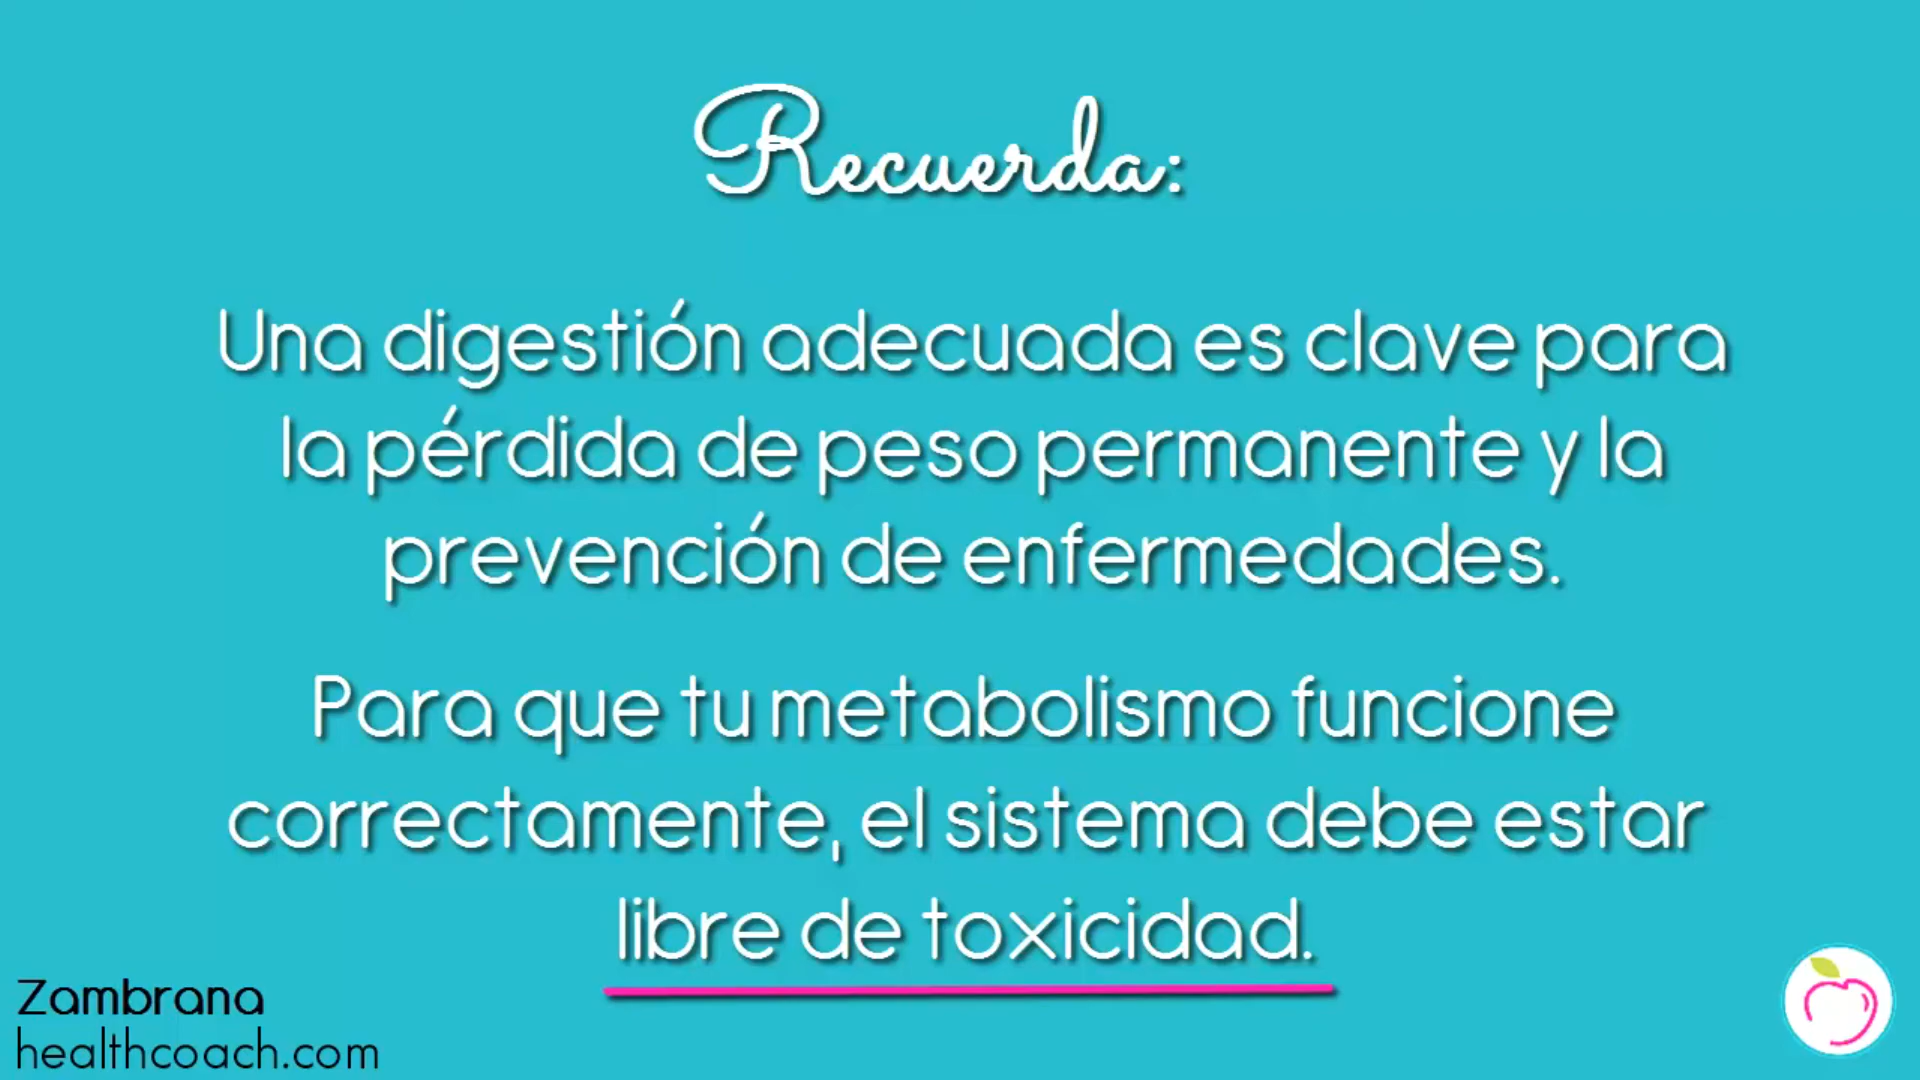 Recuerda:
Una digestión adecuada es clave para
la pérdida de peso permanente y la
prevención de enfermedades.
Para que tu metabolismo funcione
correctamente, el sistema debe estar
libre de toxicidad.
Zambrana
healthcoach.com